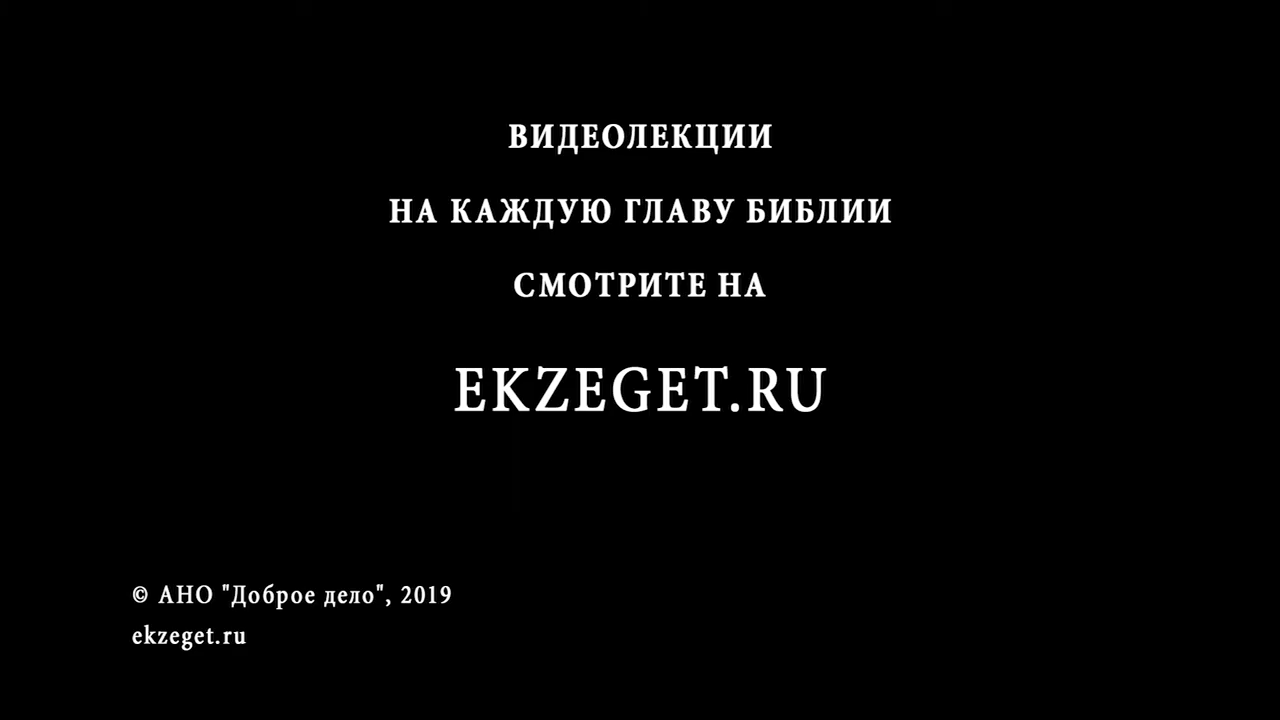 ВИДЕОЛЕКЦИИ
НА КАЖДУЮ ГЛАВУ БИБЛИИ
СМОТРИТЕ НА
EKZEGET.RU
© АНО "Доброе дело", 2019
ekzeget.ru